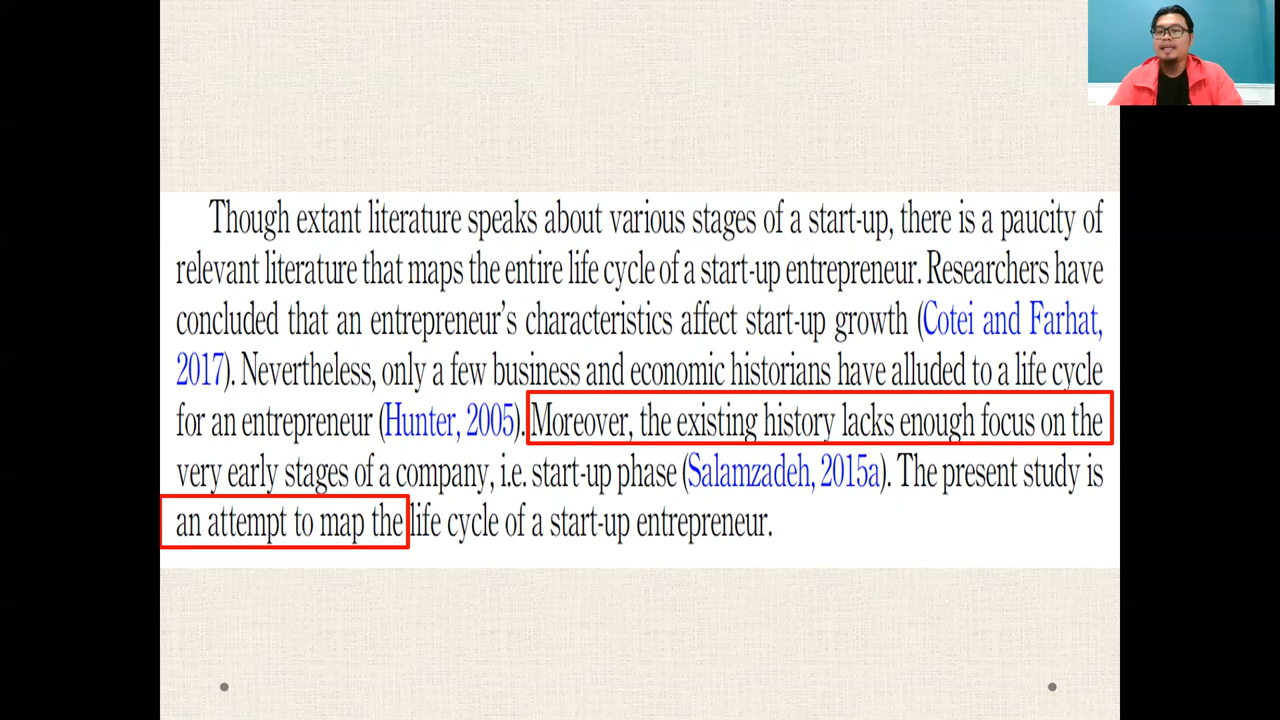 Though extant literature speaks about various stages of a start-up, there is a paucity of
relevant literature that maps the entire life cycle of a start-up entrepreneur. Researchers have
concluded that an entrepreneur's characteristics affect start-up growth (Cotei and Farhat,
2017). Nevertheless, only a few business and economic historians have alluded to a life cycle
for an entrepreneur (Hunter, 2005). Moreover, the existing history lacks enough focus on the
very early stages of a company, i.e. start-up phase (Salamzadeh, 2015a). The present study is
an attempt to map the life cycle of a start-up entrepreneur.